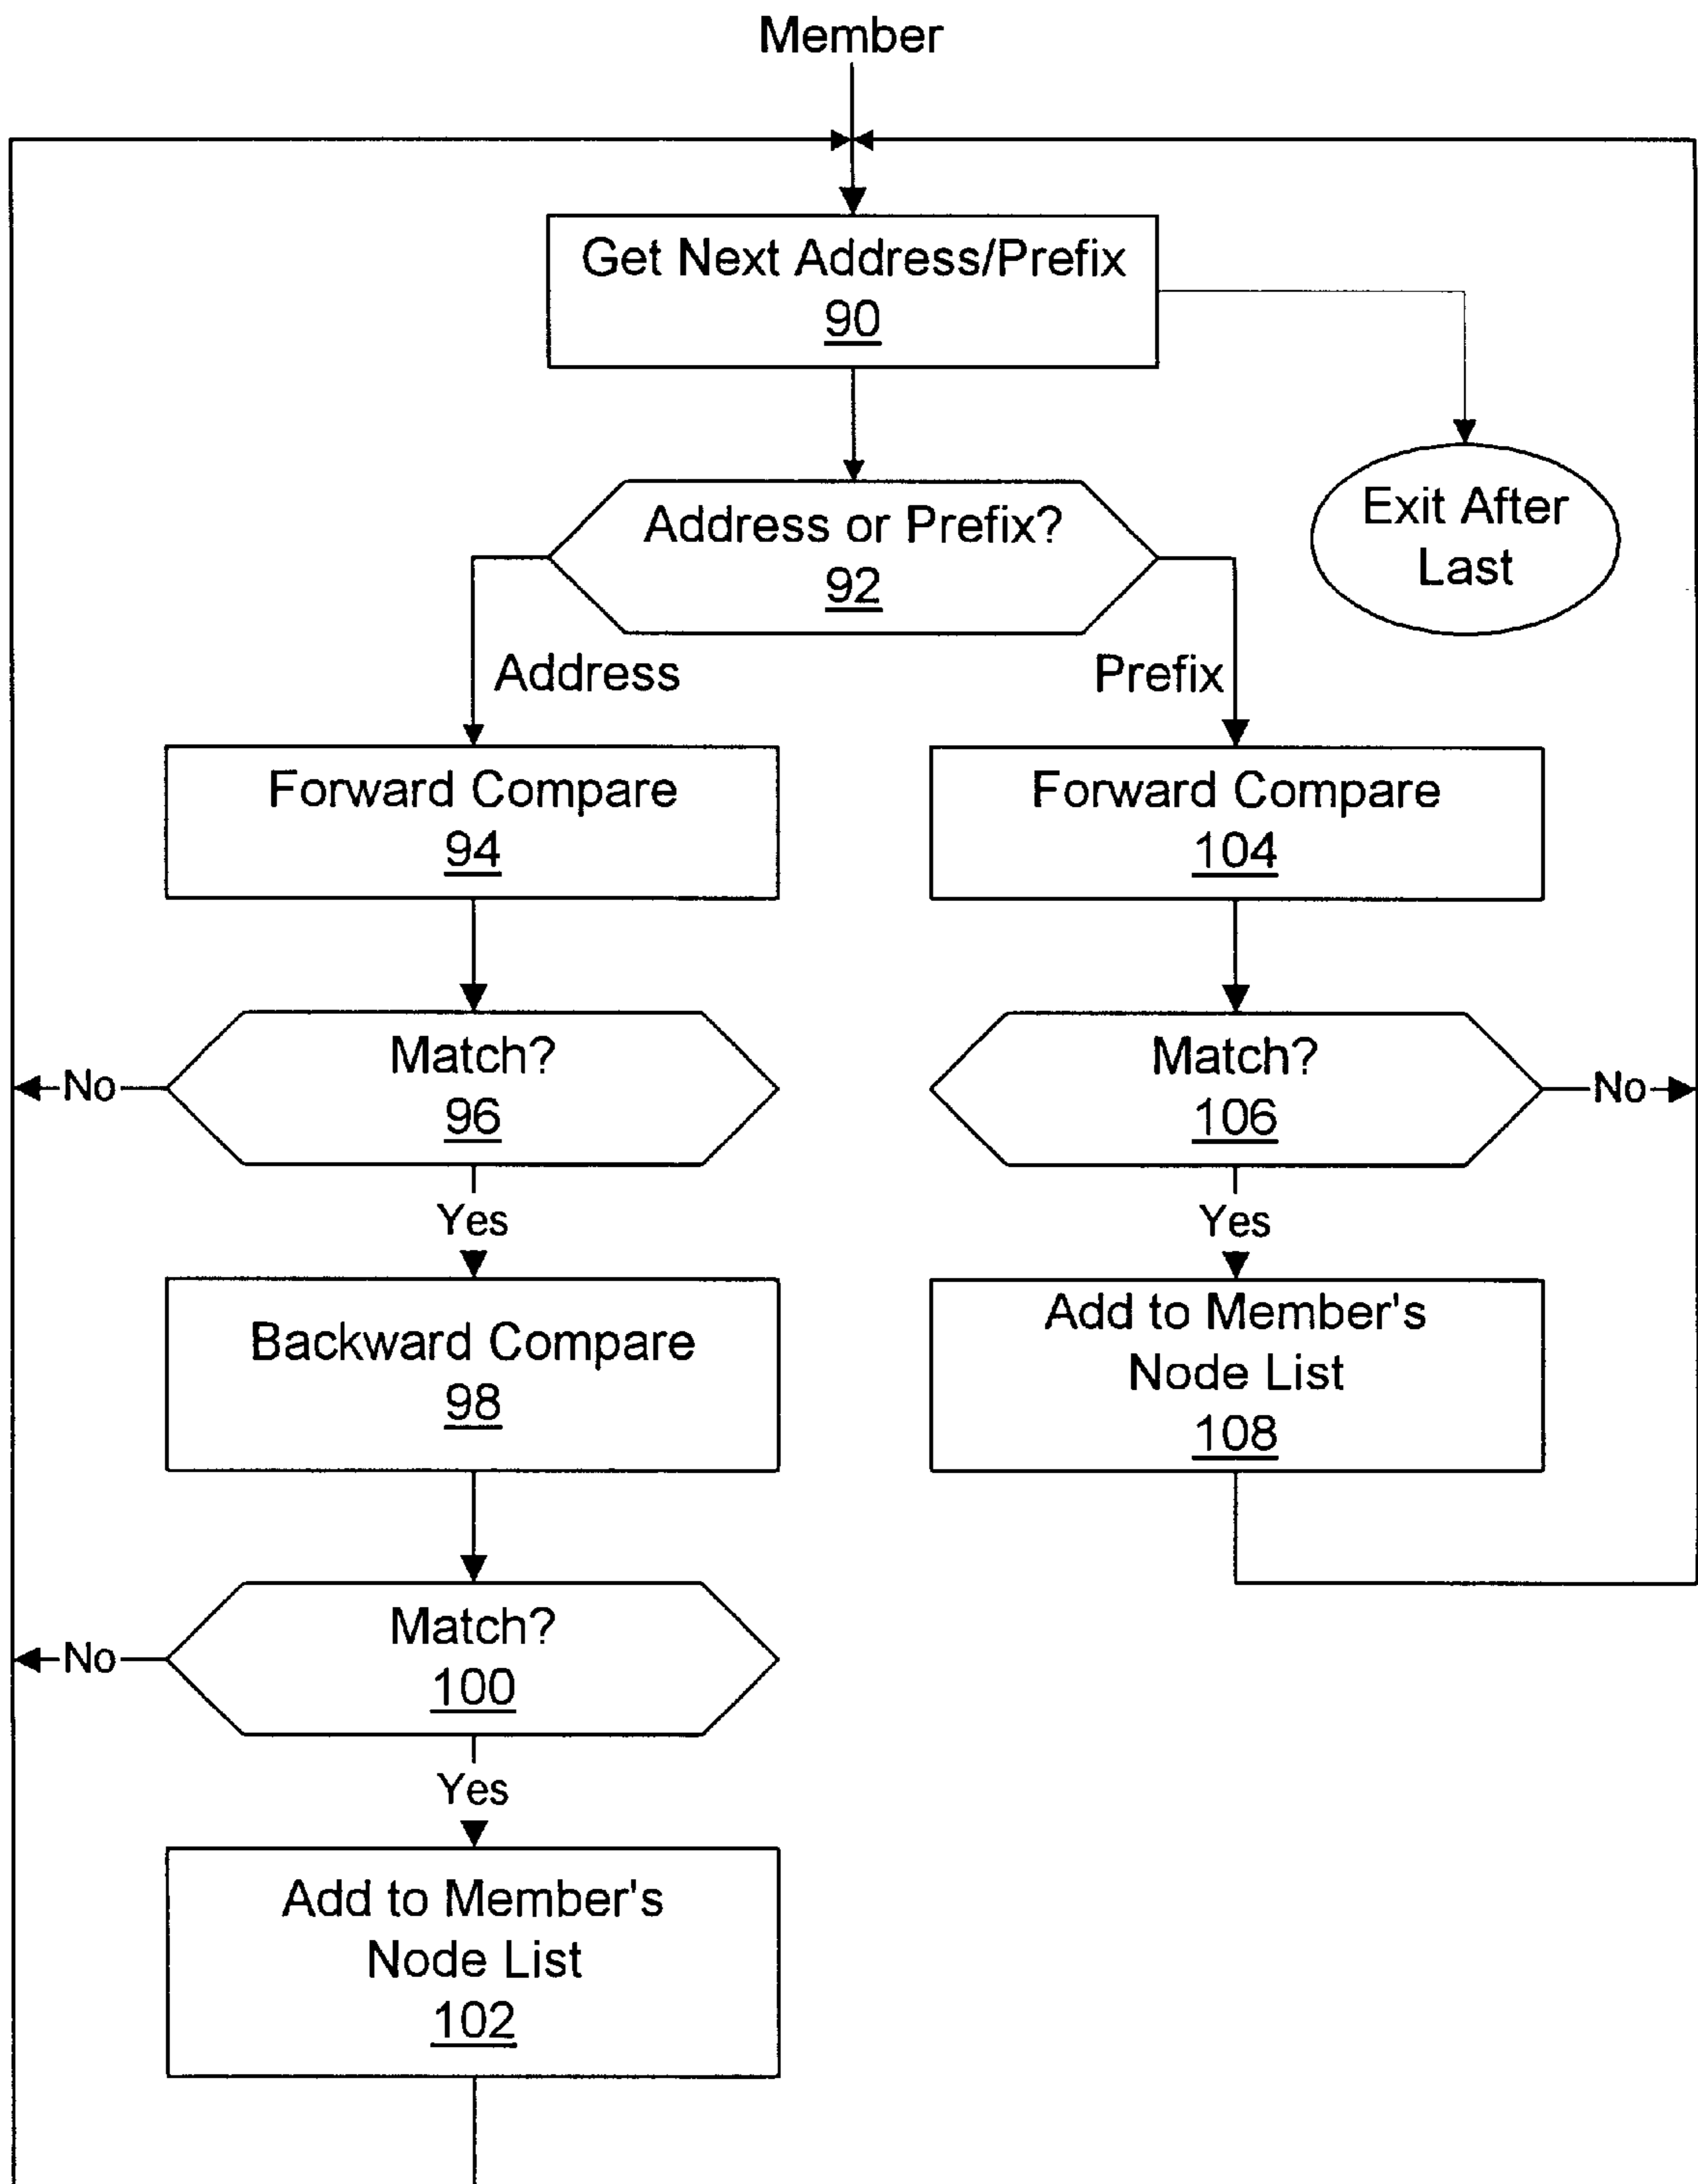 Member
Get Next Address/Prefix
90
Address or Prefix?
92
Exit After
Last
Address
Prefix
Forward Compare
94
Forward Compare
104
Match?
96
No
Match?
106
No
Yes
Yes
Backward Compare
98
Add to Member's
Node List
108
Match?
100
No
Yes
Add to Member's
Node List
102